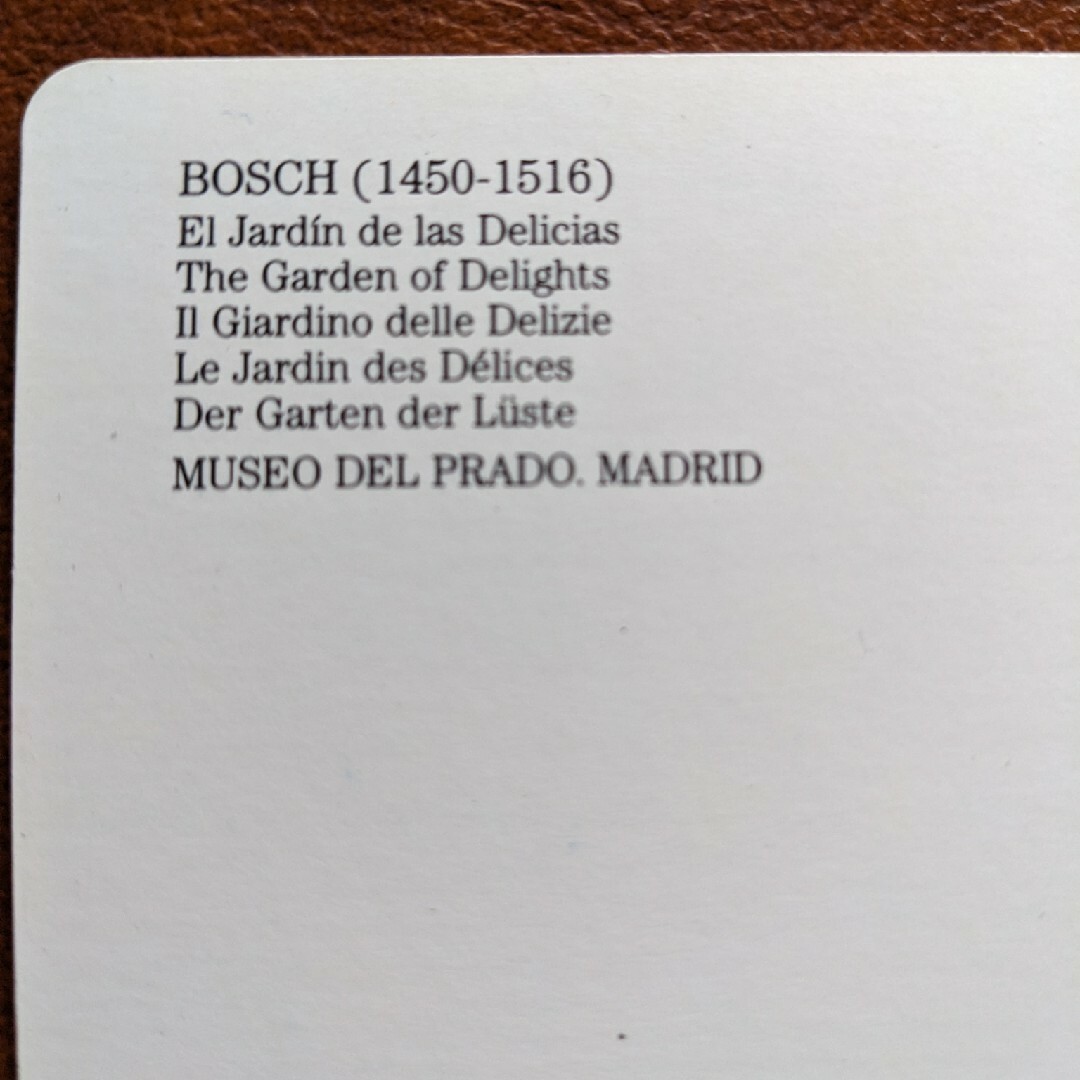 BOSCH (1450-1516)
El Jardín de las Delicias
The Garden of Delights
Il Giardino delle Delizie
Le Jardin des Délices
Der Garten der Lüste
MUSEO DEL PRADO. MADRID